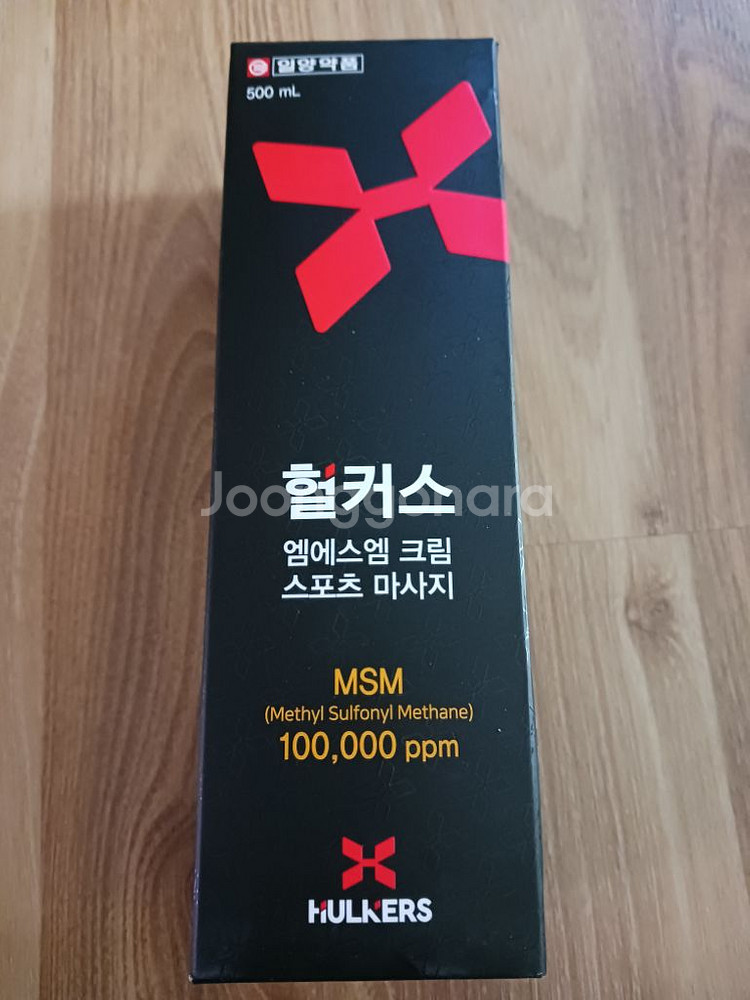 일양약품
500 mL
헐커스
Joonggonara
엠에스엠 크림
스포츠 마사지
MSM
(Methyl Sulfonyl Methane)
100,000 ppm
HULKERS